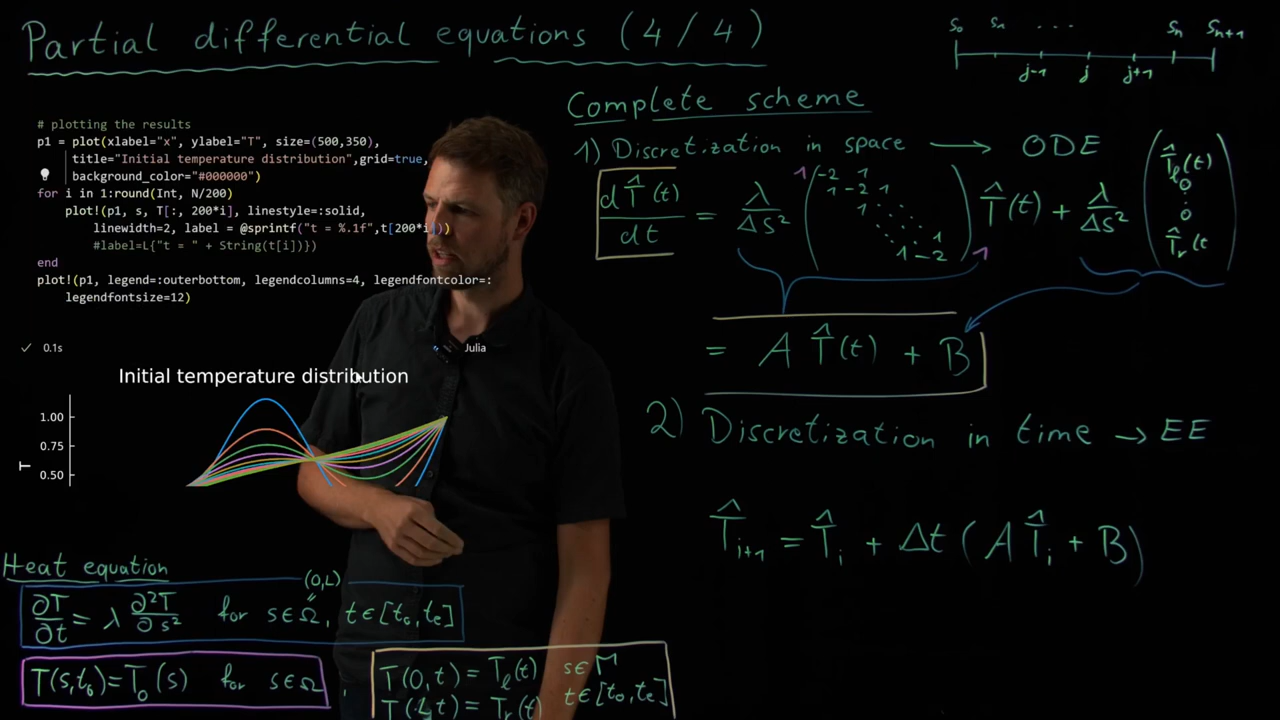 Partial differential equations (4/4)
s₀ s₁ ... sₙ sₙ₊₁
j-1 j j+1
# plotting the results
p1 = plot(xlabel="x", ylabel="T", size=(500,350),
title="Initial temperature distribution",grid=true,
background_color="#000000")
for i in 1:round(Int, N/200)
plot!(p1, s, T[:, 200*i], linestyle=:solid,
linewidth=2, label = @sprintf("t = %.1f",t[200*i]))
#label=L{"t = " + String(t[i])})
end
plot!(p1, legend=:outerbottom, legendcolumns=4, legendfontcolor=:
legendfontsize=12)
✓ 0.1s
Julia
Initial temperature distribution
1.00
0.75
0.50
T
Complete scheme
1) Discretization in space → ODE
dT̂(t)/dt = λ/Δs² (-2 1 1 -2 1 1 ⋱ 1 -2) T̂(t) + λ/Δs² (T̂ₗ(t) 0 ⋮ 0 T̂ᵣ(t
1
1
= A T̂(t) + B
2) Discretization in time → EE
T̂ᵢ₊₁ = T̂ᵢ + Δt (A T̂ᵢ + B)
Heat equation
(0,L)
∂T/∂t = λ ∂²T/∂s² for s∈Ω, t∈[t₀,tₑ]
T(s,t₀)=T₀(s) for s∈Ω,
T(0,t) = Tₗ(t) s∈Γ
T(L,t) = Tᵣ(t) t∈[t₀,tₑ]